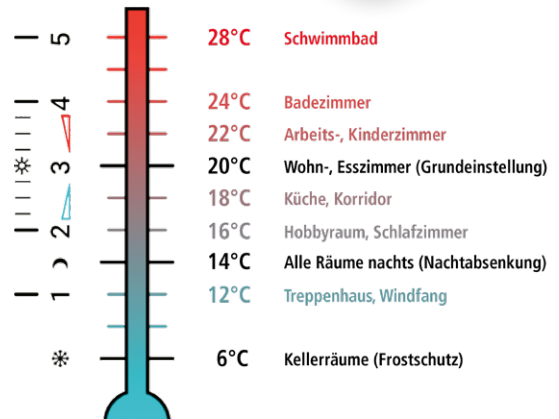 5 28°C Schwimmbad
4 24°C Badezimmer
22°C Arbeits-, Kinderzimmer
3 20°C Wohn-, Esszimmer (Grundeinstellung)
18°C Küche, Korridor
2 16°C Hobbyraum, Schlafzimmer
14°C Alle Räume nachts (Nachtabsenkung)
1 12°C Treppenhaus, Windfang
6°C Kellerräume (Frostschutz)